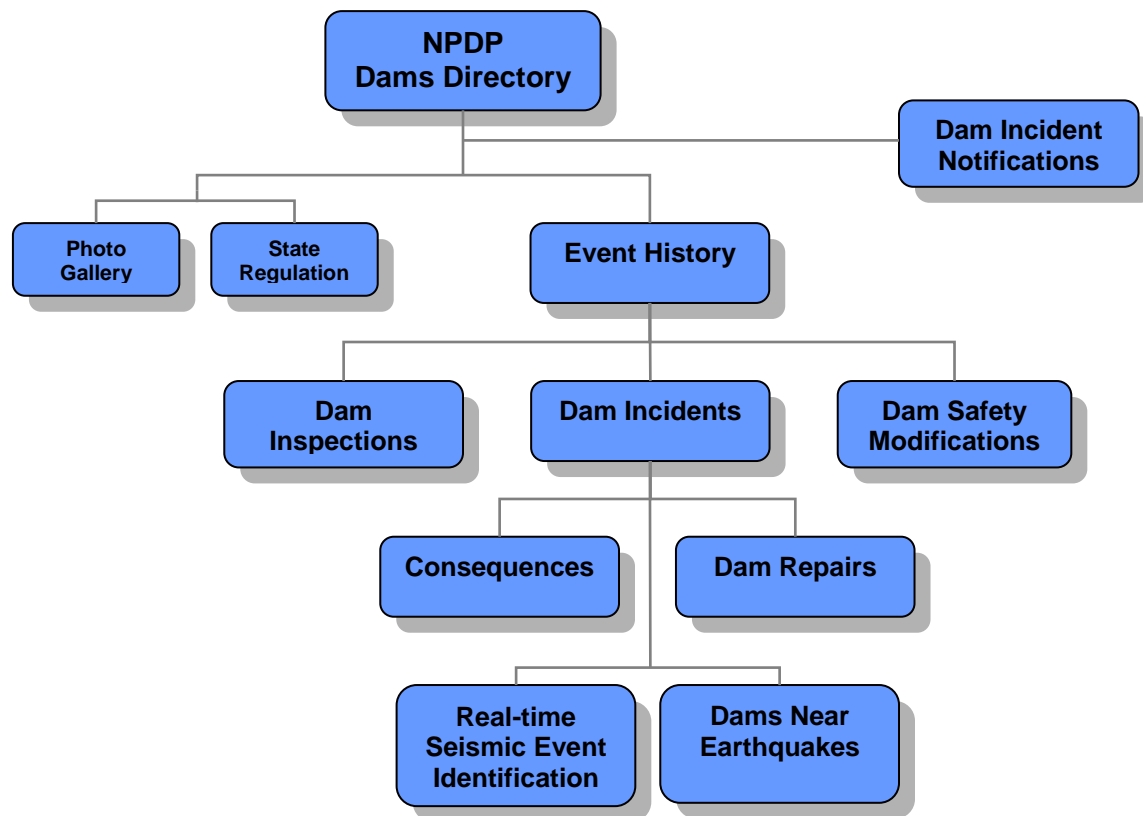 NPDP
Dams Directory
Dam Incident
Notifications
Photo
Gallery
State
Regulation
Event History
Dam
Inspections
Dam Incidents
Dam Safety
Modifications
Consequences
Dam Repairs
Real-time
Seismic Event
Identification
Dams Near
Earthquakes